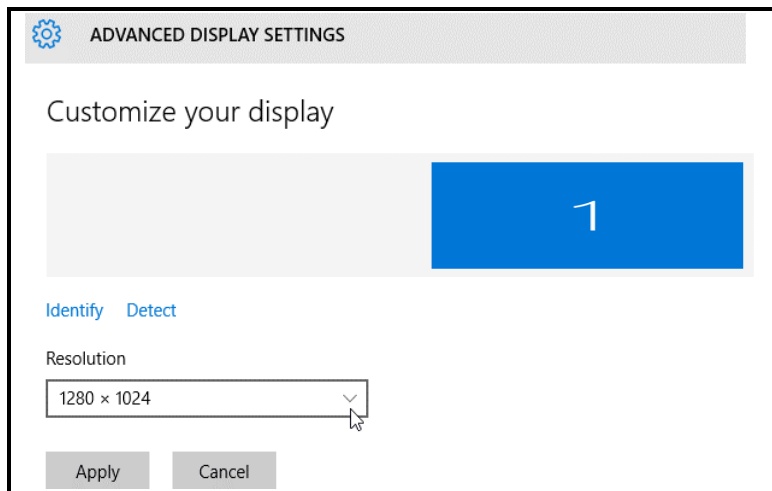 ADVANCED DISPLAY SETTINGS
Customize your display
1
Identify Detect
Resolution
1280 × 1024
Apply Cancel